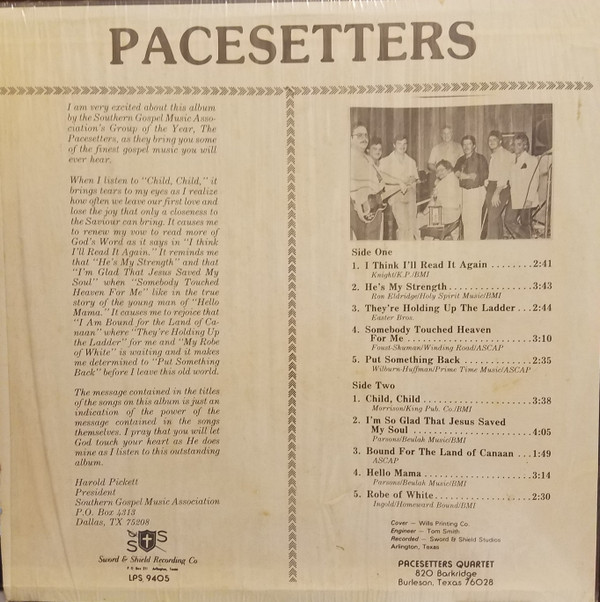 PACESETTERS
I am very excited about this album
by the Southern Gospel Music Asso-
ciation's Group of the Year, The
Pacesetters, as they bring you some
of the finest gospel music you will
ever hear.
When I listen to "Child, Child," it
brings tears to my eyes as I realize
how often we leave our first love and
lose the joy that only a closeness to
the Saviour can bring. It causes me
to renew my vow to read more of
God's Word as it says in "I think
I'll Read It Again." It reminds me
that "He's My Strength" and that
"I'm Glad That Jesus Saved My
Soul" when "Somebody Touched
Heaven For Me" like in the true
story of the young man of "Hello
Mama." It causes me to rejoice that
"I Am Bound for the Land of Ca-
naan" where "They're Holding Up
the Ladder" for me and "My Robe
of White" is waiting and it makes
me determined to "Put Something
Back" before I leave this old world.
The message contained in the titles
of the songs on this album is just an
indication of the power of the
message contained in the songs
themselves. I pray that you will let
God touch your heart as He does
mine as I listen to this outstanding
album.
Harold Pickett
President
Southern Gospel Music Association
P.O. Box 4313
Dallas, TX 75208
S S
Sword & Shield Recording Co
P O Box 211 Arlington, Texas
LPS 9405
Side One
1. I Think I'll Read It Again ........2:41
Knight/K.P./BMI
2. He's My Strength ...............3:43
Ron Eldridge/Holy Spirit Music/BMI
3. They're Holding Up The Ladder ...2:44
Easter Bros.
4. Somebody Touched Heaven
For Me ......................3:10
Foust-Shuman/Winding Road/ASCAP
5. Put Something Back .............2:35
Wilburn-Huffman/Prime Time Music/ASCAP
Side Two
1. Child, Child ....................3:38
Morrison/King Pub. Co./BMI
2. I'm So Glad That Jesus Saved
My Soul .....................4:05
Parsons/Beulah Music/BMI
3. Bound For The Land of Canaan ...1:49
ASCAP
4. Hello Mama ....................3:14
Parsons/Beulah Music/BMI
5. Robe of White ..................2:30
Ingold/Homeward Bound/BMI
Cover – Wills Printing Co.
Engineer – Tom Smith
Recorded – Sword & Shield Studios
Arlington, Texas
PACESETTERS QUARTET
820 Barkridge
Burleson, Texas 76028